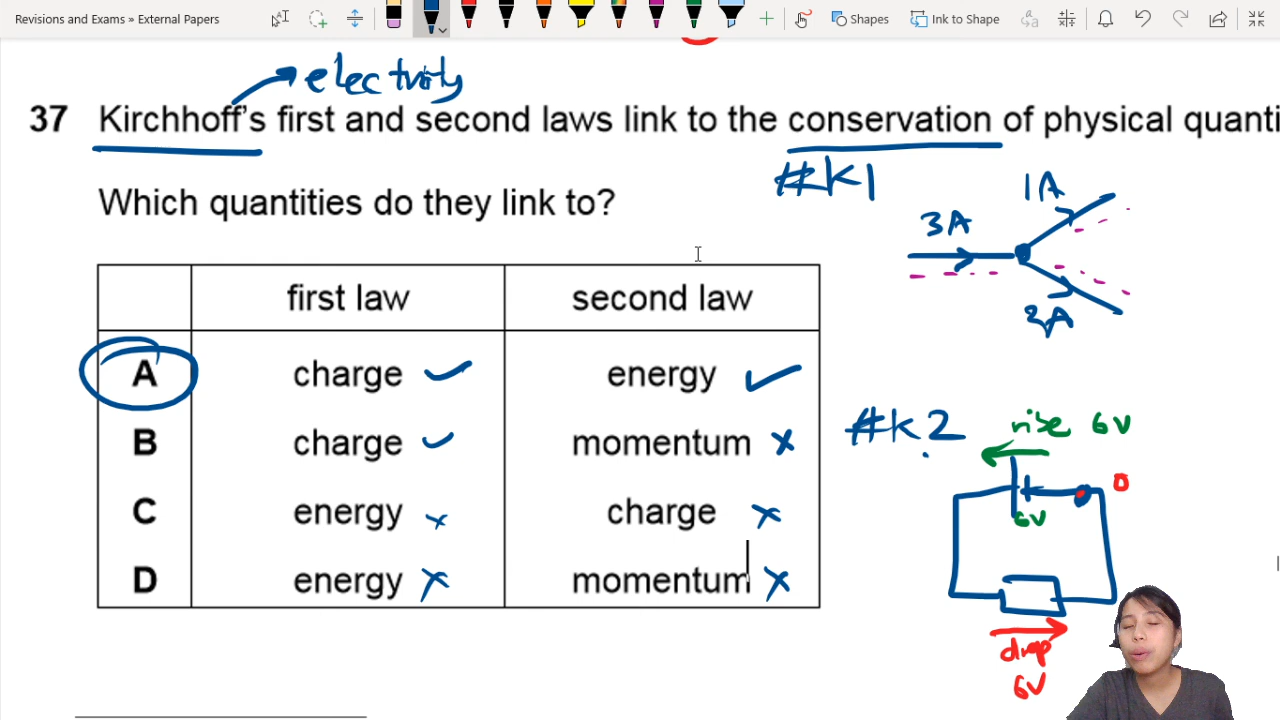 Revisions and Exams » External Papers
Shapes
Ink to Shape
electricity
37 Kirchhoff's first and second laws link to the conservation of physical quanti
#K1
Which quantities do they link to?
3A
1A
2A
first law second law
A charge ✓ energy ✓
B charge ✓ momentum x
C energy x charge x
D energy x momentum x
#K2
rise 6V
0
6V
drop
6V